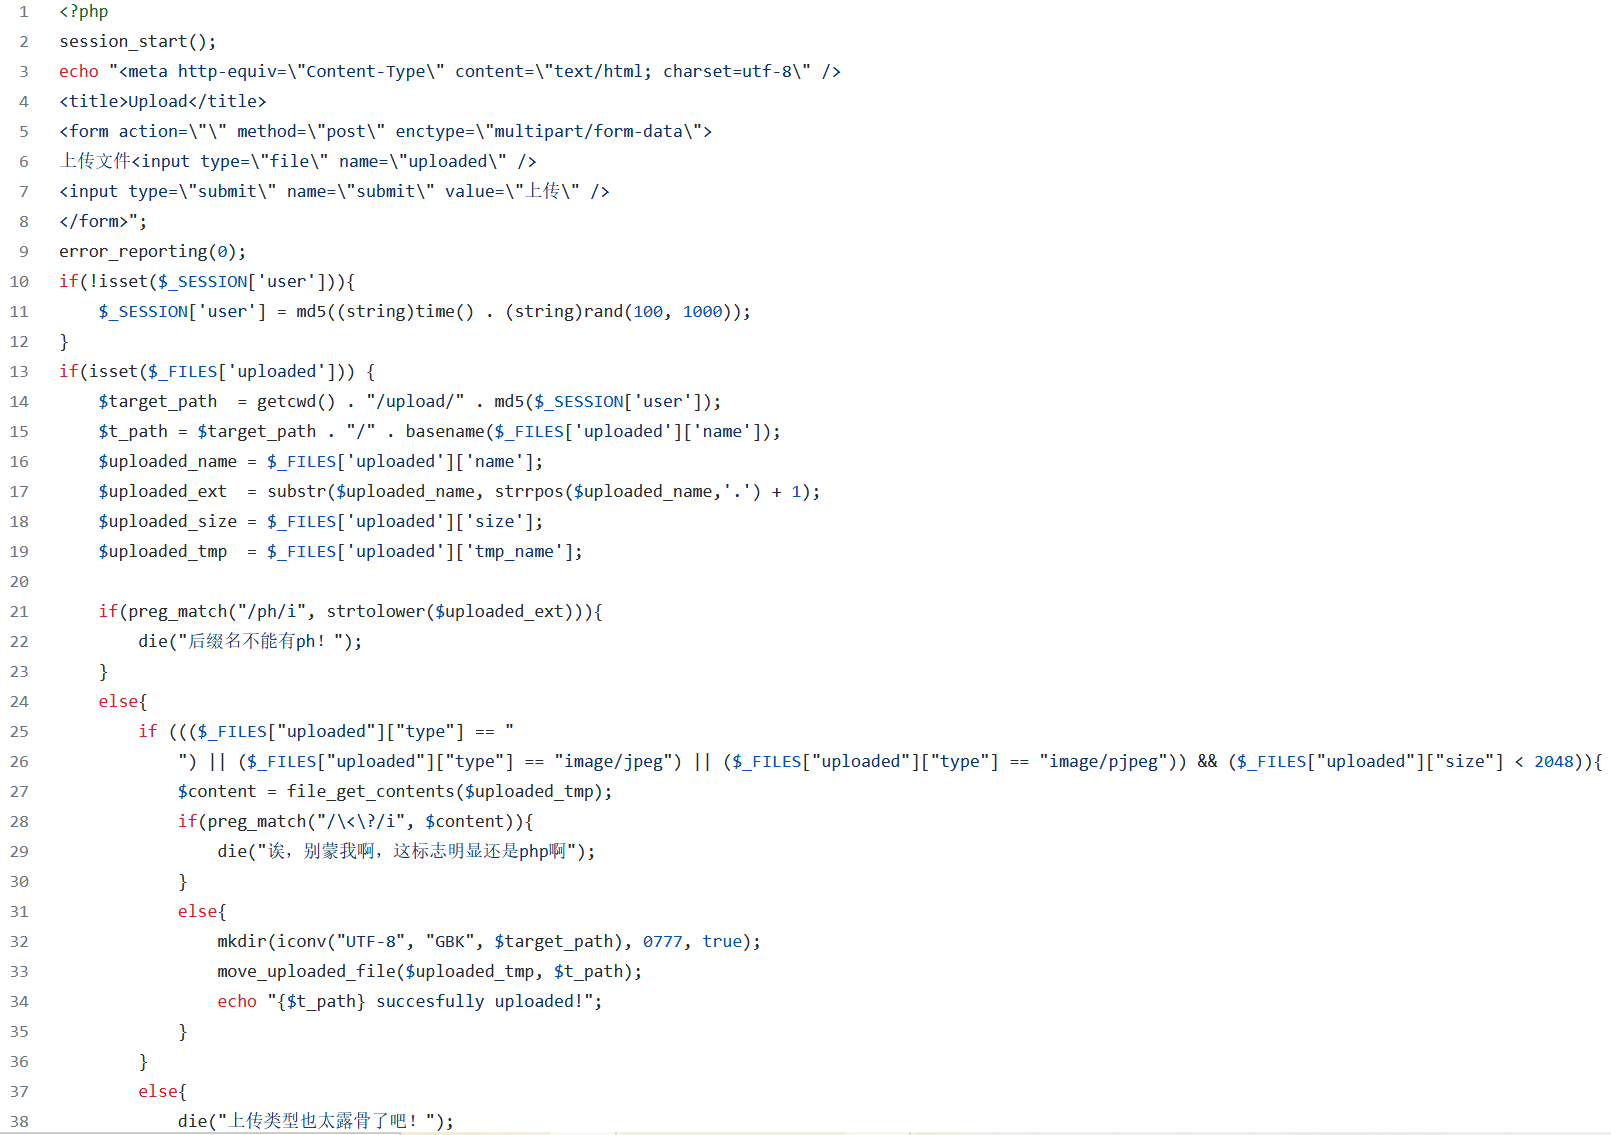 1 <?php
2 session_start();
3 echo "<meta http-equiv=\"Content-Type\" content=\"text/html; charset=utf-8\" />
4 <title>Upload</title>
5 <form action=\"\" method=\"post\" enctype=\"multipart/form-data\">
6 上传文件<input type=\"file\" name=\"uploaded\" />
7 <input type=\"submit\" name=\"submit\" value=\"上传\" />
8 </form>";
9 error_reporting(0);
10 if(!isset($_SESSION['user'])){
11     $_SESSION['user'] = md5((string)time() . (string)rand(100, 1000));
12 }
13 if(isset($_FILES['uploaded'])) {
14     $target_path  = getcwd() . "/upload/" . md5($_SESSION['user']);
15     $t_path = $target_path . "/" . basename($_FILES['uploaded']['name']);
16     $uploaded_name = $_FILES['uploaded']['name'];
17     $uploaded_ext  = substr($uploaded_name, strrpos($uploaded_name,'.') + 1);
18     $uploaded_size = $_FILES['uploaded']['size'];
19     $uploaded_tmp  = $_FILES['uploaded']['tmp_name'];
20
21     if(preg_match("/ph/i", strtolower($uploaded_ext))){
22         die("后缀名不能有ph！");
23     }
24     else{
25         if ((($_FILES["uploaded"]["type"] == "
26             ") || ($_FILES["uploaded"]["type"] == "image/jpeg") || ($_FILES["uploaded"]["type"] == "image/pjpeg")) && ($_FILES["uploaded"]["size"] < 2048)){
27             $content = file_get_contents($uploaded_tmp);
28             if(preg_match("/\<\?/i", $content)){
29                 die("诶，别蒙我啊，这标志明显还是php啊");
30             }
31             else{
32                 mkdir(iconv("UTF-8", "GBK", $target_path), 0777, true);
33                 move_uploaded_file($uploaded_tmp, $t_path);
34                 echo "{$t_path} succesfully uploaded!";
35             }
36         }
37         else{
38             die("上传类型也太露骨了吧！");